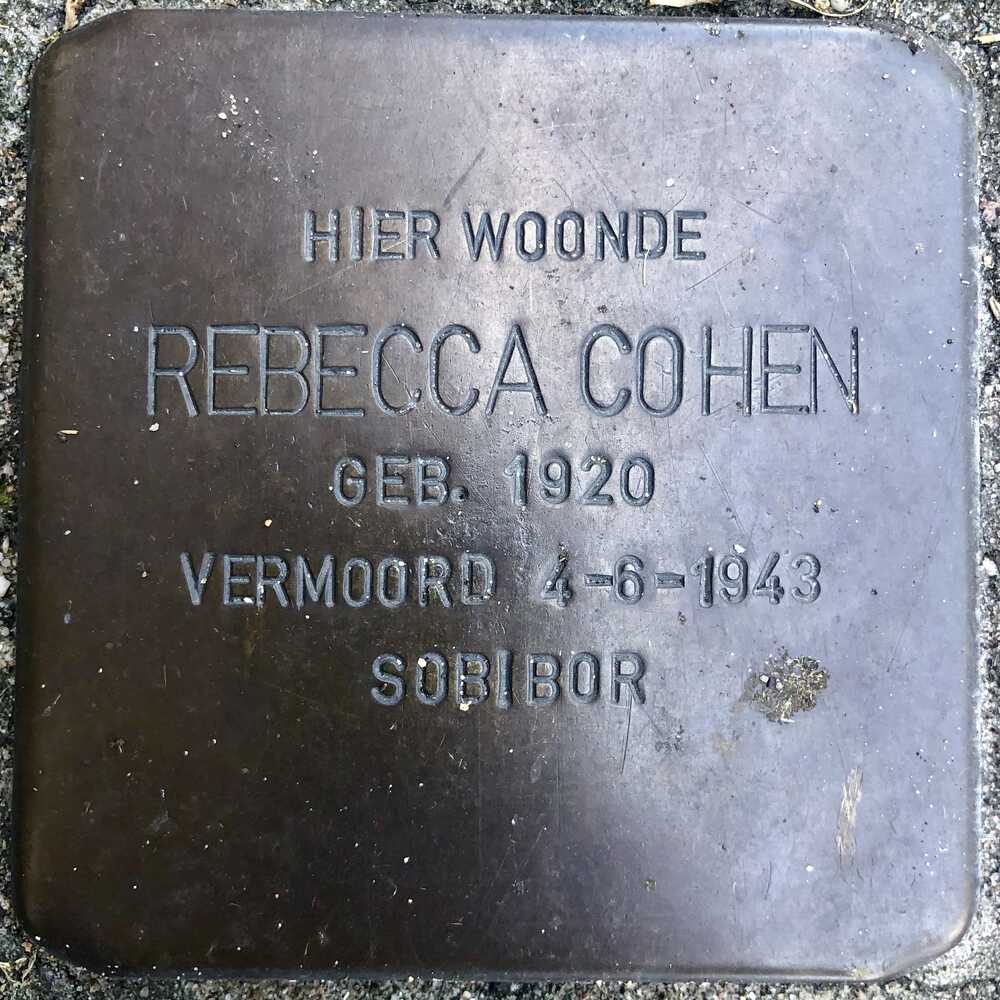 HIER WOONDE
REBECCA COHEN
GEB. 1920
VERMOORD 4-6-1943
SOBIBOR